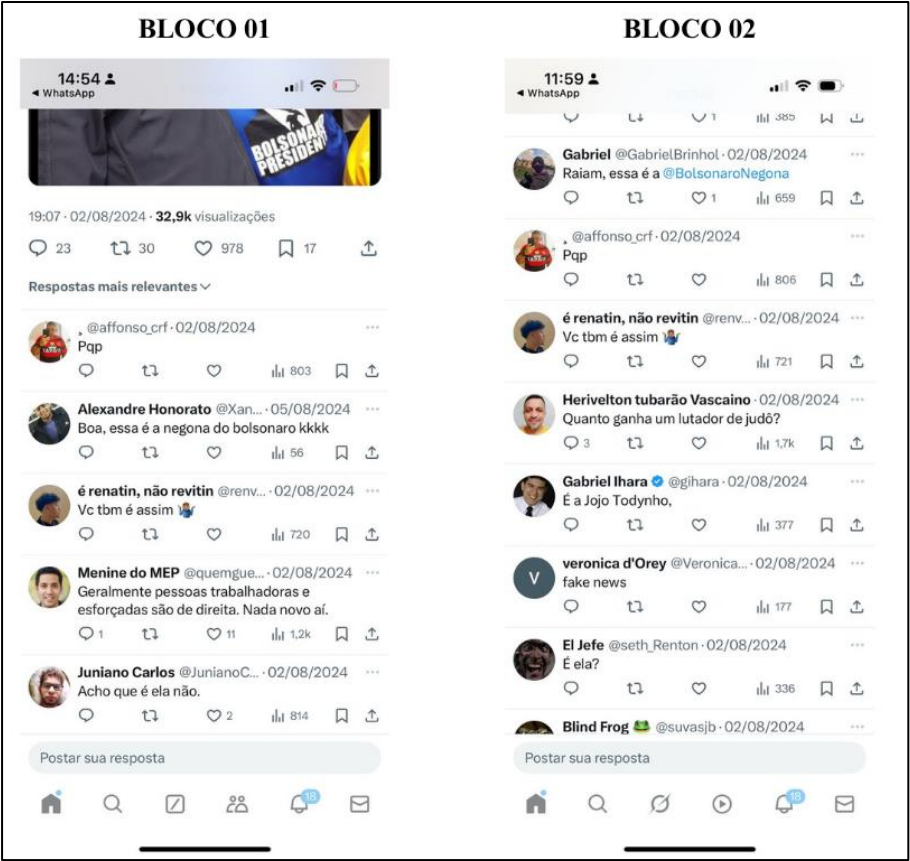 BLOCO 01
14:54
WhatsApp
BOLSONARO
PRESIDENT
19:07 · 02/08/2024 · 32,9k visualizações
23 30 978 17
Respostas mais relevantes
¸ @affonso_crf · 02/08/2024
Pqp
803
Alexandre Honorato @Xan... · 05/08/2024
Boa, essa é a negona do bolsonaro kkkk
56
é renatin, não revitin @renv... · 02/08/2024
Vc tbm é assim 🤷🏽‍♂️
720
Menine do MEP @quemgue... · 02/08/2024
Geralmente pessoas trabalhadoras e
esforçadas são de direita. Nada novo aí.
1 11 1,2k
Juniano Carlos @JunianoC... · 02/08/2024
Acho que é ela não.
2 814
Postar sua resposta
18
BLOCO 02
11:59
WhatsApp
1 385
Gabriel @GabrielBrinhol · 02/08/2024
Raiam, essa é a @BolsonaroNegona
1 659
¸ @affonso_crf · 02/08/2024
Pqp
806
é renatin, não revitin @renv... · 02/08/2024
Vc tbm é assim 🤷🏽‍♂️
721
Herivelton tubarão Vascaino · 02/08/2024
Quanto ganha um lutador de judô?
3 1,7k
Gabriel Ihara @gihara · 02/08/2024
É a Jojo Todynho,
377
V
veronica d'Orey @Veronica... · 02/08/2024
fake news
177
El Jefe @seth_Renton · 02/08/2024
É ela?
336
Blind Frog 🐸 @suvasjb · 02/08/2024
Postar sua resposta
18